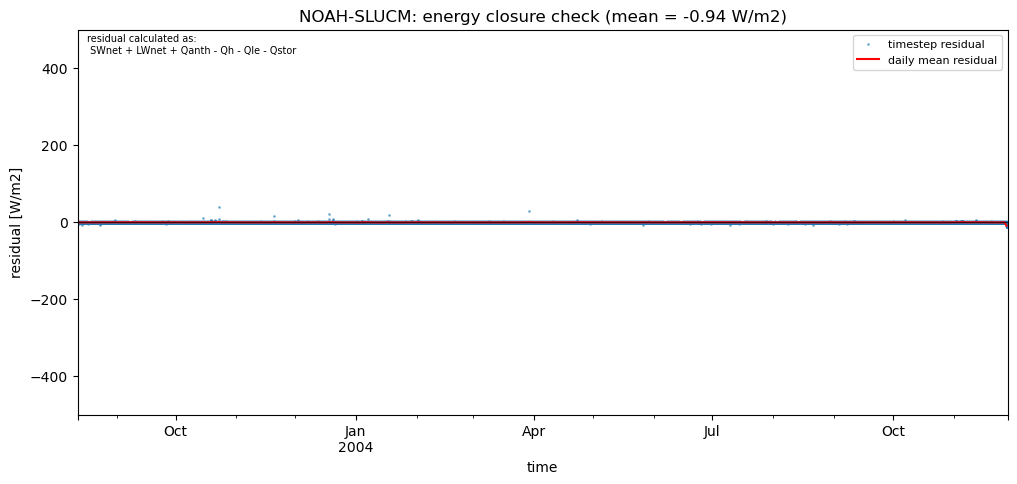 NOAH-SLUCM: energy closure check (mean = -0.94 W/m2)
residual calculated as:
SWnet + LWnet + Qanth - Qh - Qle - Qstor
timestep residual
daily mean residual
400
200
0
−200
−400
residual [W/m2]
Oct
Jan
2004
Apr
Jul
Oct
time